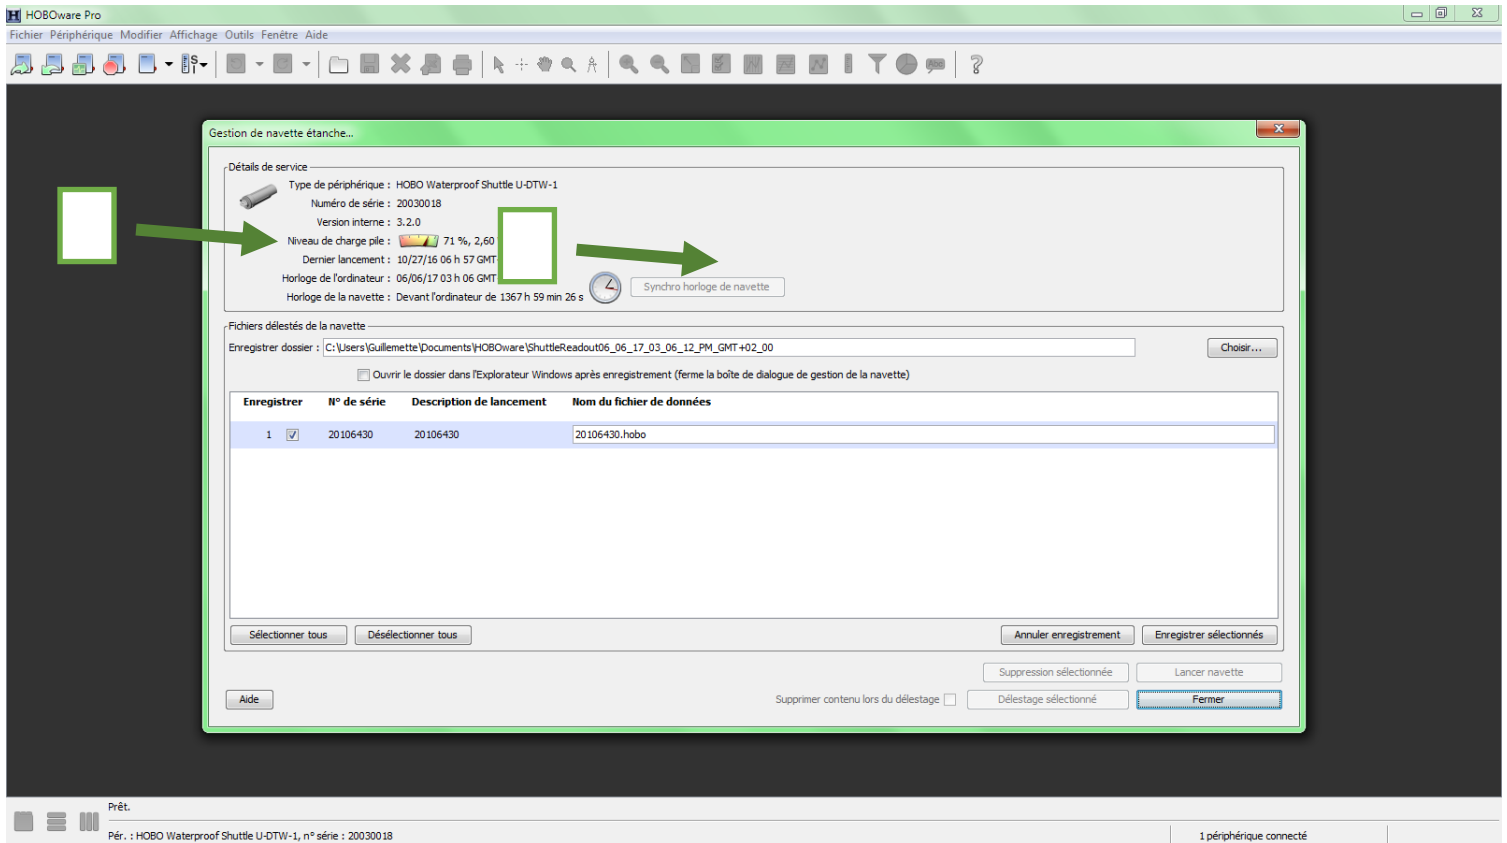 HOBOware Pro
Fichier Périphérique Modifier Affichage Outils Fenêtre Aide
Gestion de navette étanche...
Détails de service
Type de périphérique : HOBO Waterproof Shuttle U-DTW-1
Numéro de série : 20030018
Version interne : 3.2.0
Niveau de charge pile : 71 %, 2,60
Dernier lancement : 10/27/16 06 h 57 GMT
Horloge de l'ordinateur : 06/06/17 03 h 06 GMT
Horloge de la navette : Devant l'ordinateur de 1367 h 59 min 26 s
Synchro horloge de navette
Fichiers délestés de la navette
Enregistrer dossier : C:\Users\Guillemette\Documents\HOBOware\ShuttleReadout06_06_17_03_06_12_PM_GMT+02_00 Choisir...
Ouvrir le dossier dans l'Explorateur Windows après enregistrement (ferme la boîte de dialogue de gestion de la navette)
Enregistrer N° de série Description de lancement Nom du fichier de données
1 20106430 20106430 20106430.hobo
Sélectionner tous Désélectionner tous Annuler enregistrement Enregistrer sélectionnés
Suppression sélectionnée Lancer navette
Aide Supprimer contenu lors du délestage Délestage sélectionné Fermer
Prêt.
Pér. : HOBO Waterproof Shuttle U-DTW-1, n° série : 20030018 1 périphérique connecté